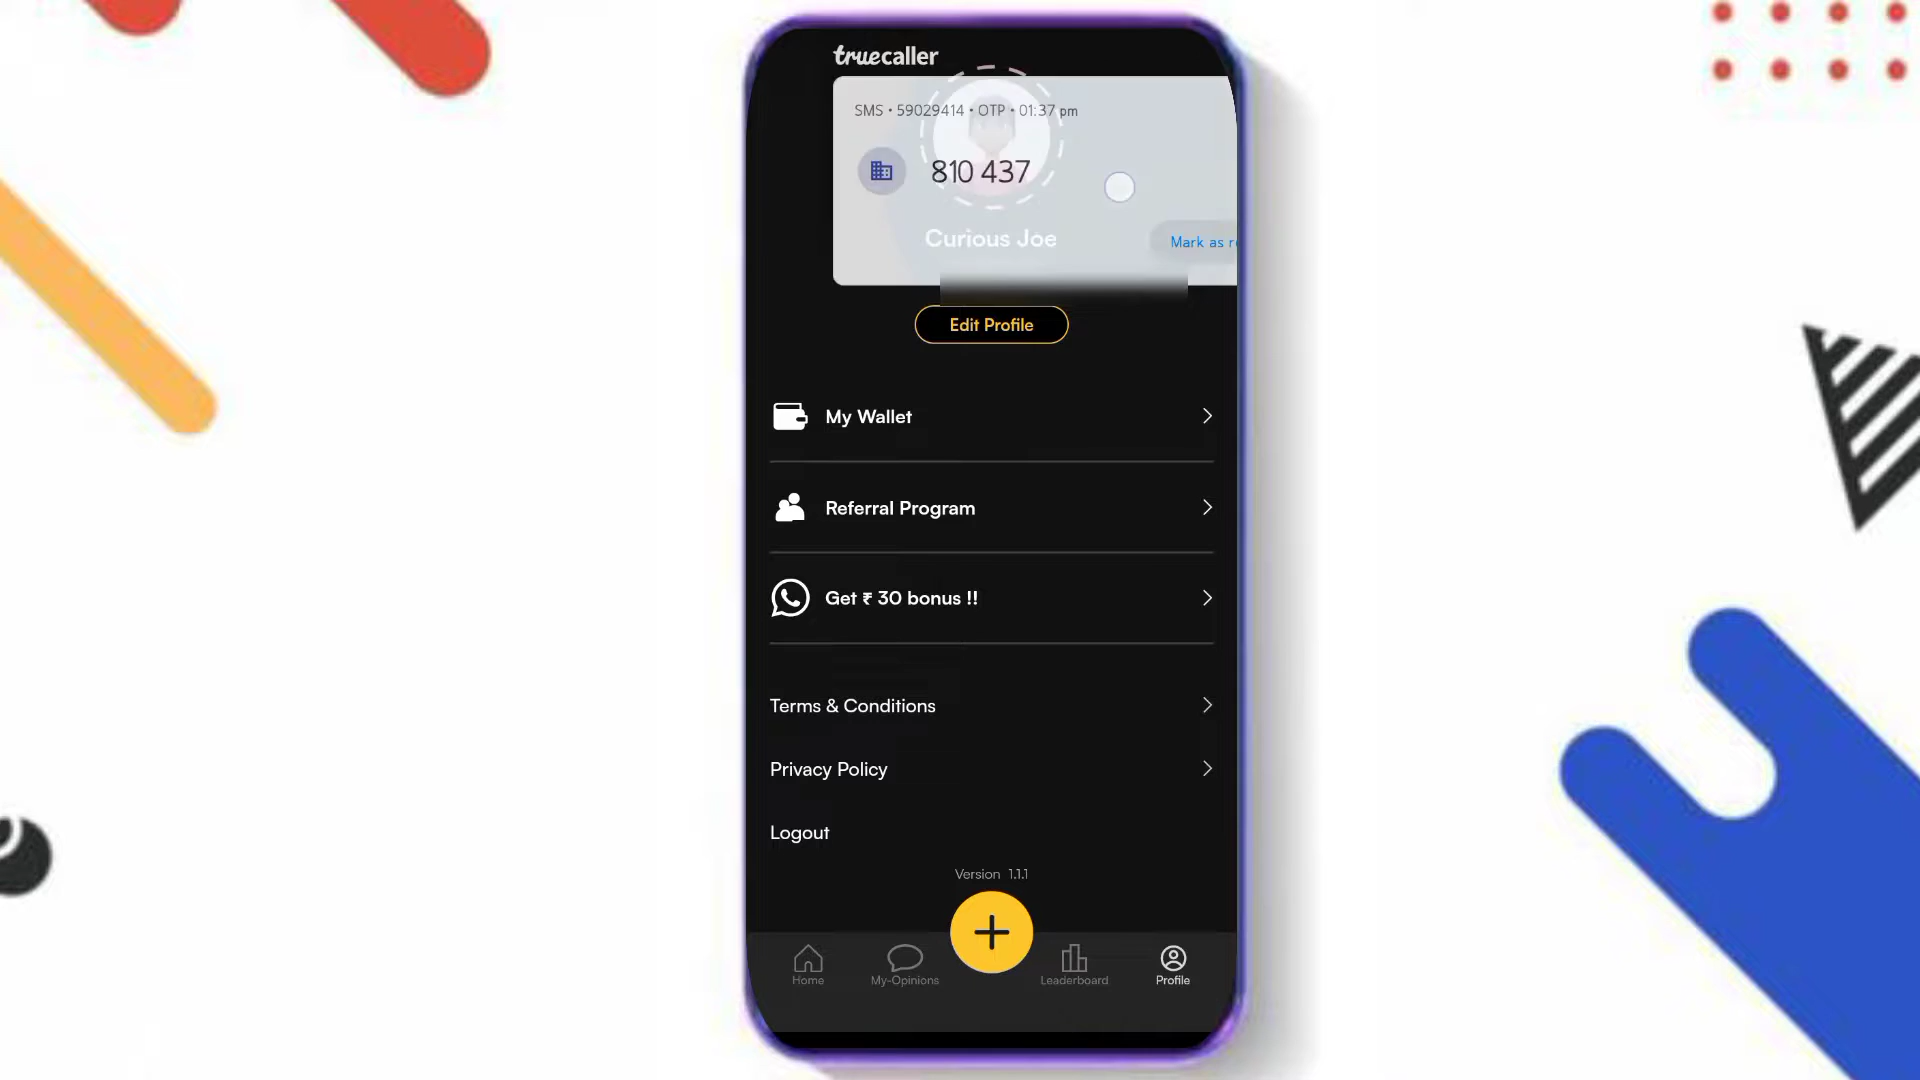 truecaller
SMS • 59029414 • OTP • 01:37 pm
810 437
Curious Joe
Mark as r
Edit Profile
My Wallet
Referral Program
Get ₹ 30 bonus !!
Terms & Conditions
Privacy Policy
Logout
Version 1.1.1
Home
My-Opinions
Leaderboard
Profile